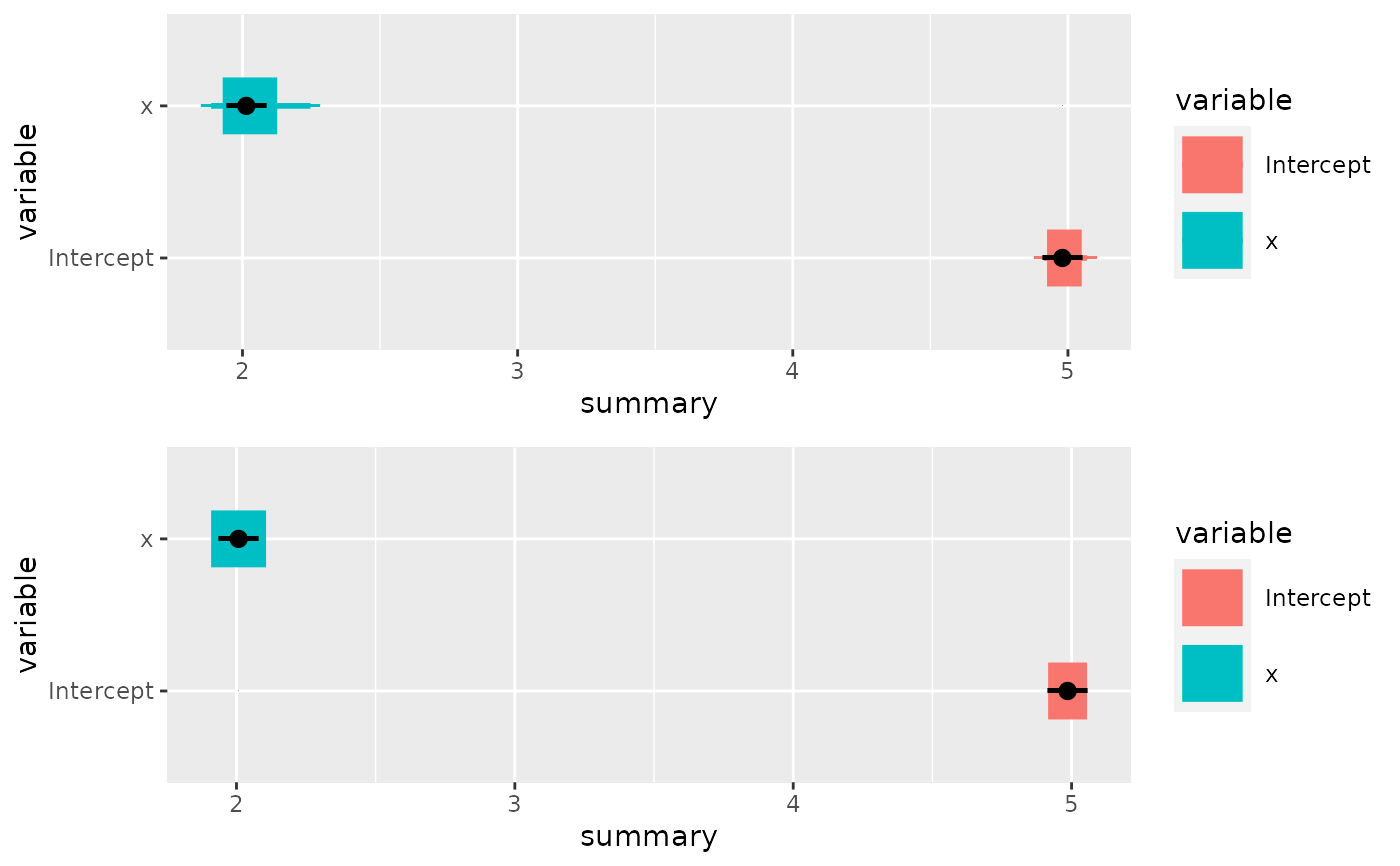 variable
x
Intercept
2 3 4 5
summary
variable
Intercept
x
variable
x
Intercept
2 3 4 5
summary
variable
Intercept
x